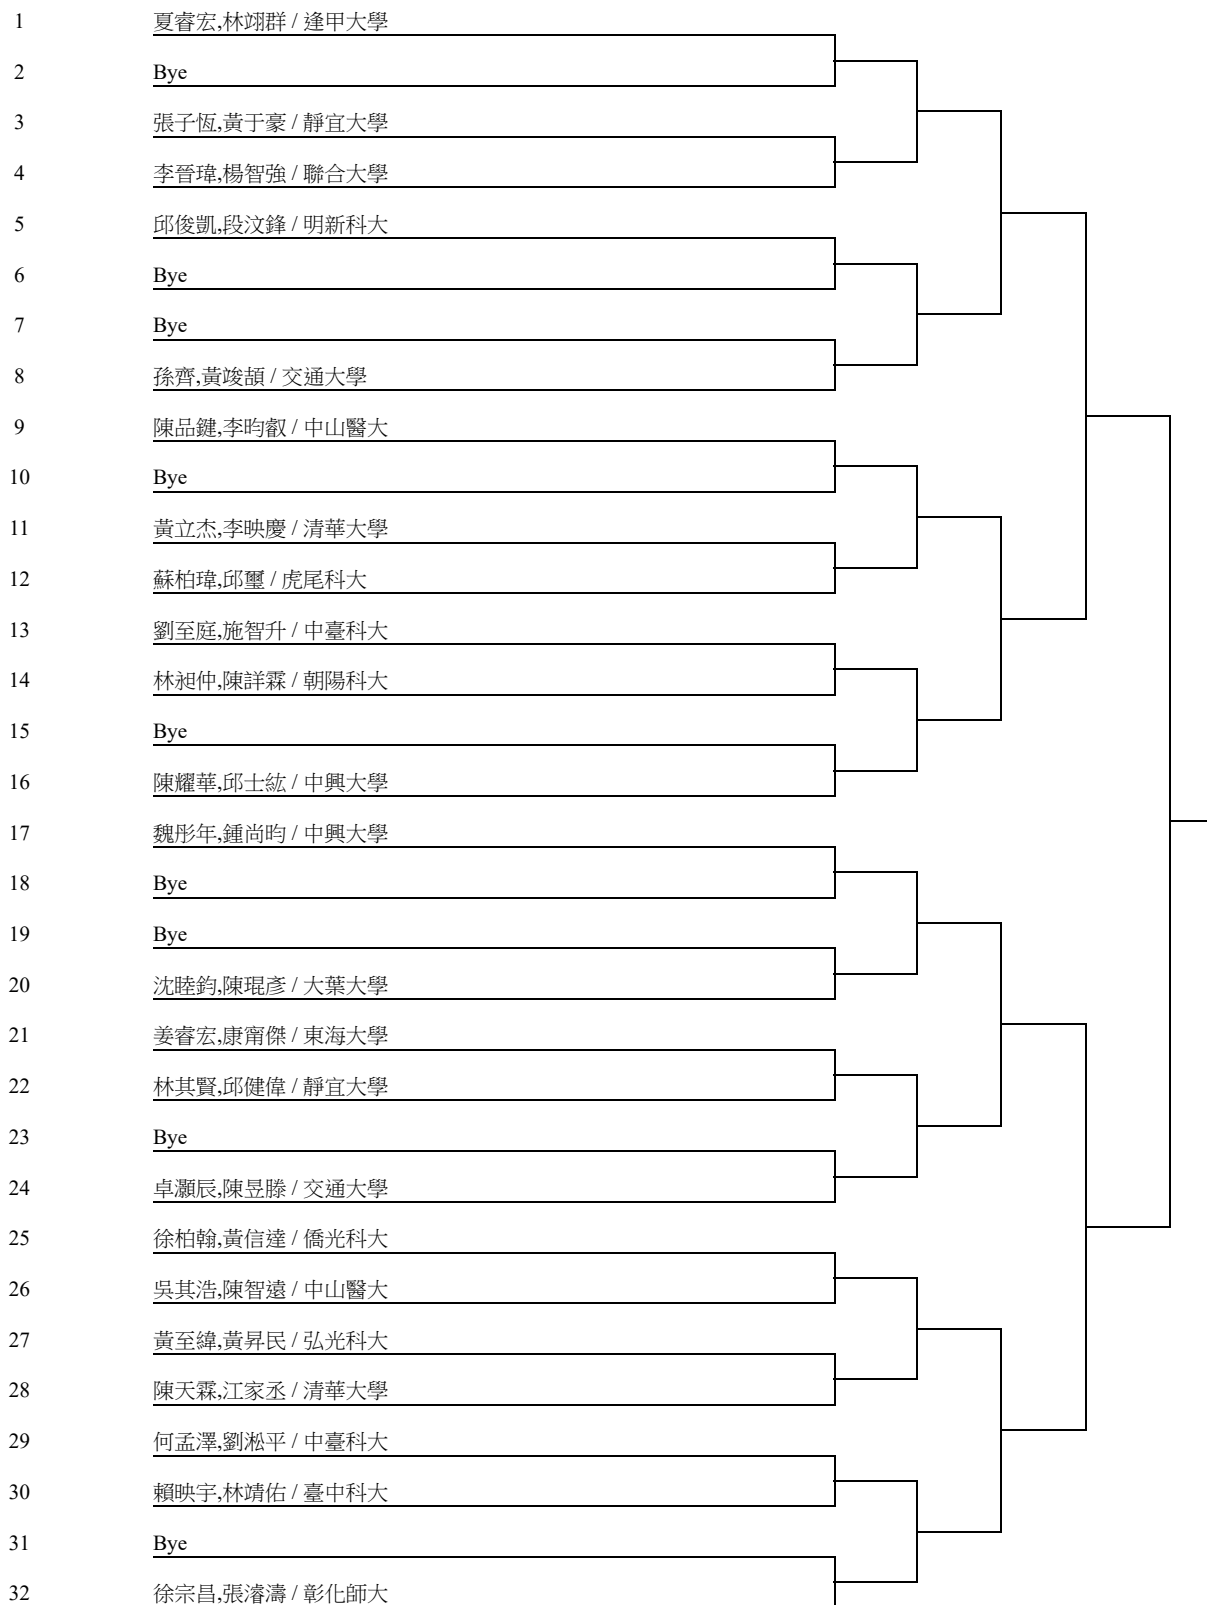 1 夏睿宏,林翊群 / 逢甲大學
2 Bye
3 張子恆,黃于豪 / 靜宜大學
4 李晉瑋,楊智強 / 聯合大學
5 邱俊凱,段汶鋒 / 明新科大
6 Bye
7 Bye
8 孫齊,黃竣頡 / 交通大學
9 陳品鍵,李昀叡 / 中山醫大
10 Bye
11 黃立杰,李映慶 / 清華大學
12 蘇柏瑋,邱璽 / 虎尾科大
13 劉至庭,施智升 / 中臺科大
14 林昶仲,陳詳霖 / 朝陽科大
15 Bye
16 陳耀華,邱士紘 / 中興大學
17 魏彤年,鍾尚昀 / 中興大學
18 Bye
19 Bye
20 沈睦鈞,陳琨彥 / 大葉大學
21 姜睿宏,康甯傑 / 東海大學
22 林其賢,邱健偉 / 靜宜大學
23 Bye
24 卓灝辰,陳昱滕 / 交通大學
25 徐柏翰,黃信達 / 僑光科大
26 吳其浩,陳智遠 / 中山醫大
27 黃至緯,黃昇民 / 弘光科大
28 陳天霖,江家丞 / 清華大學
29 何孟澤,劉淞平 / 中臺科大
30 賴映宇,林靖佑 / 臺中科大
31 Bye
32 徐宗昌,張濬濤 / 彰化師大